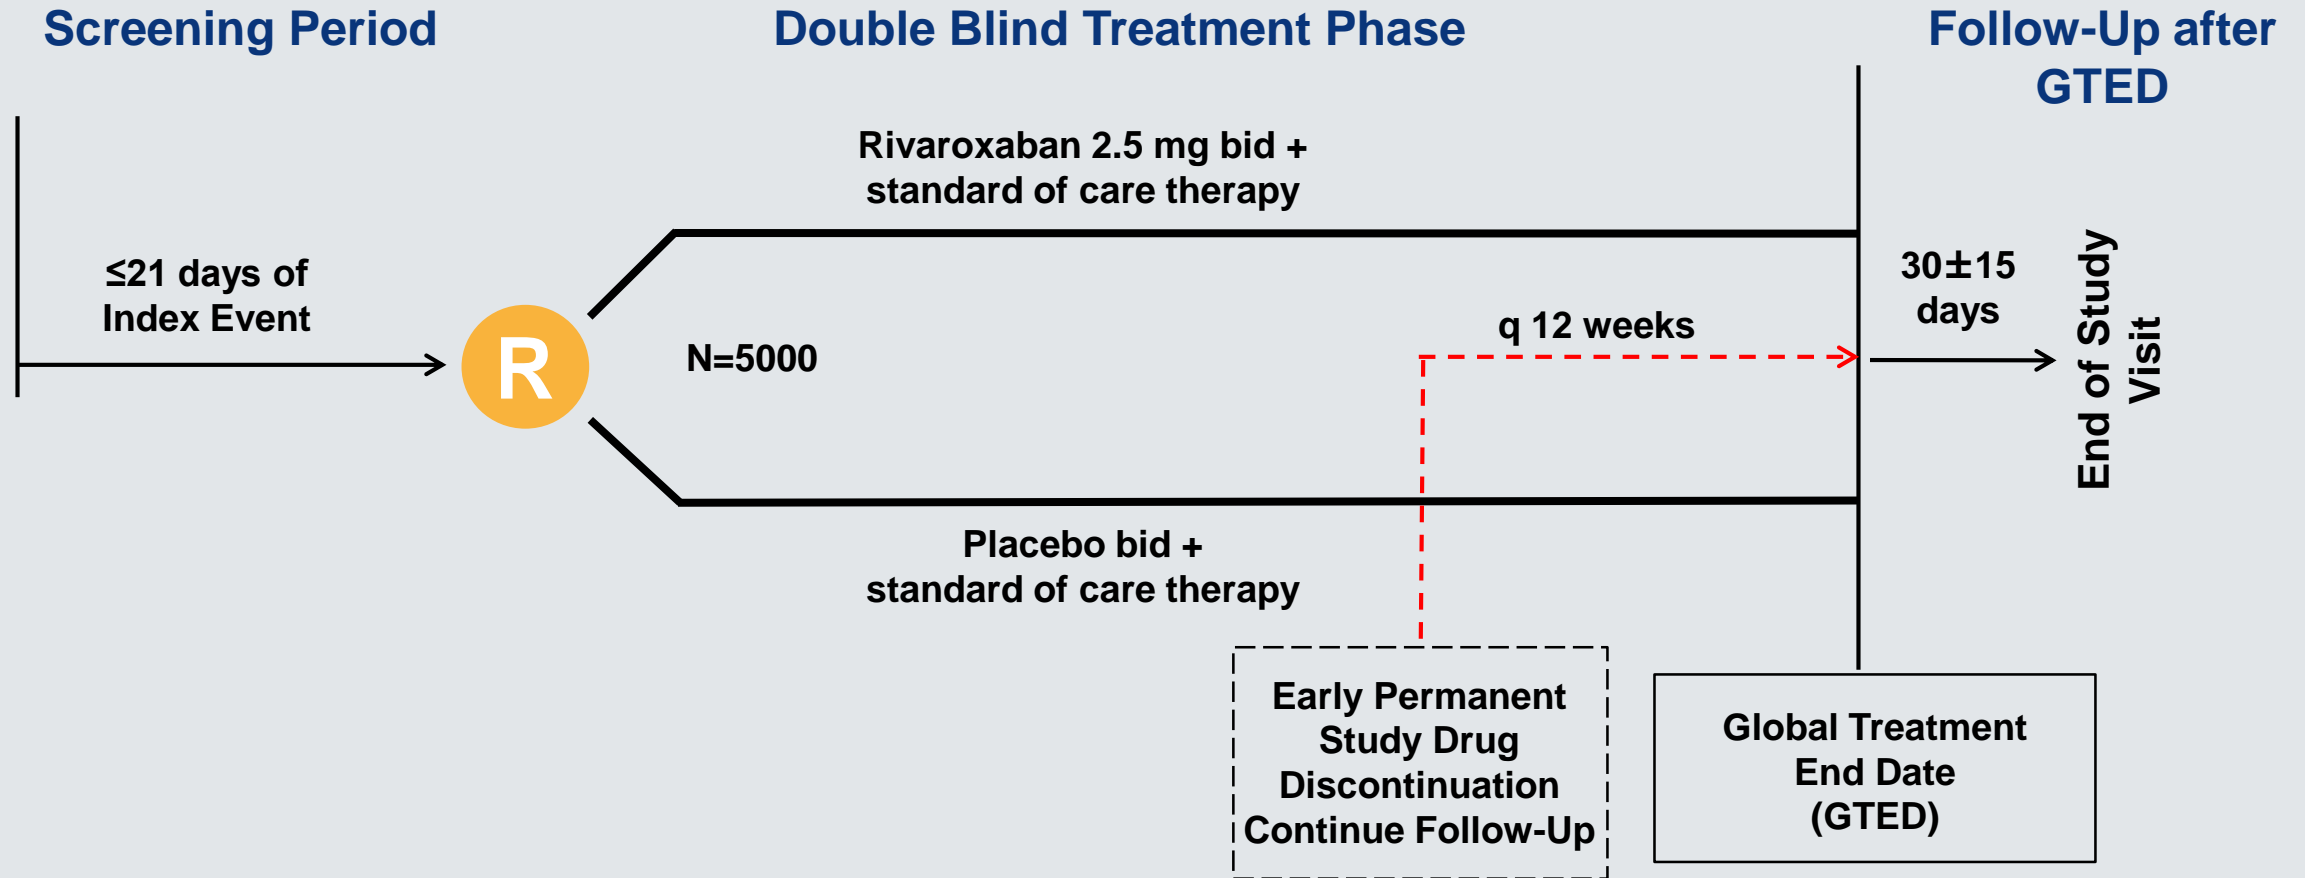 Screening Period
Double Blind Treatment Phase
Follow-Up after
GTED
Rivaroxaban 2.5 mg bid +
standard of care therapy
≤21 days of
Index Event
R
N=5000
q 12 weeks
30±15
days
End of Study
Visit
Placebo bid +
standard of care therapy
Early Permanent
Study Drug
Discontinuation
Continue Follow-Up
Global Treatment
End Date
(GTED)